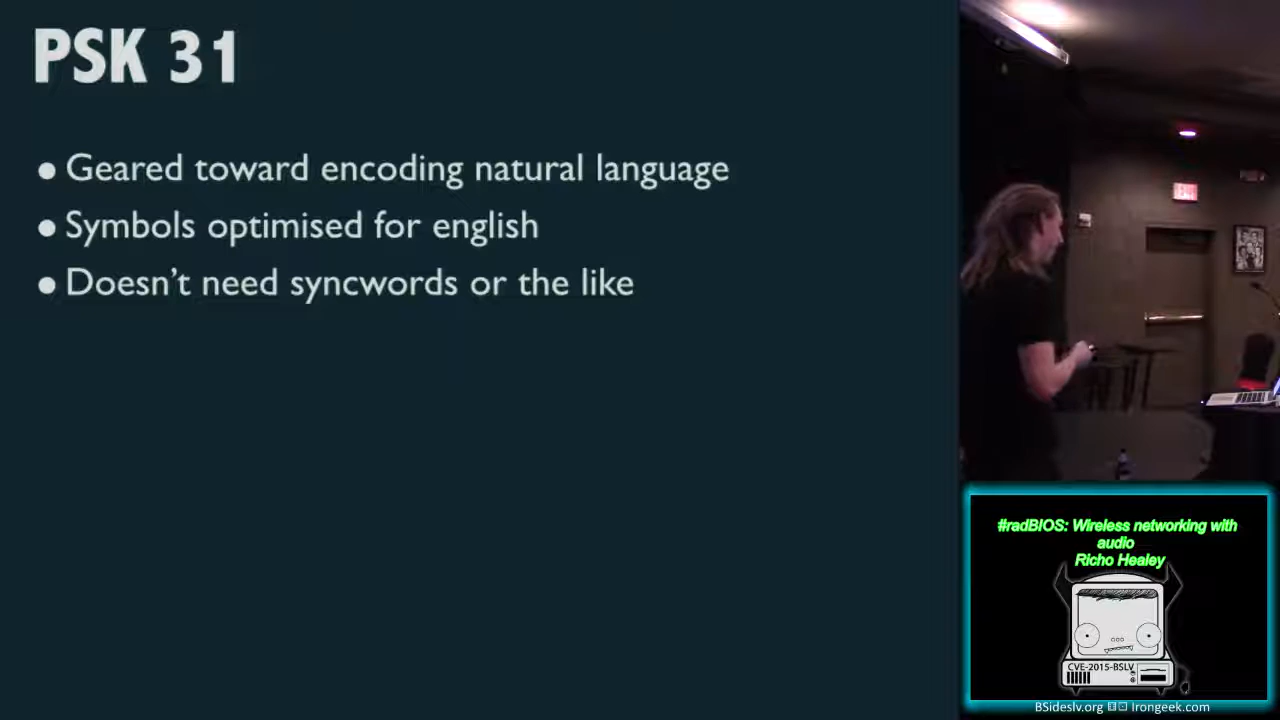 PSK 31
● Geared toward encoding natural language
● Symbols optimised for english
● Doesn't need syncwords or the like
#radBIOS: Wireless networking with
audio
Richo Healey
CVE-2015-BSLV
BSideslv.org Irongeek.com